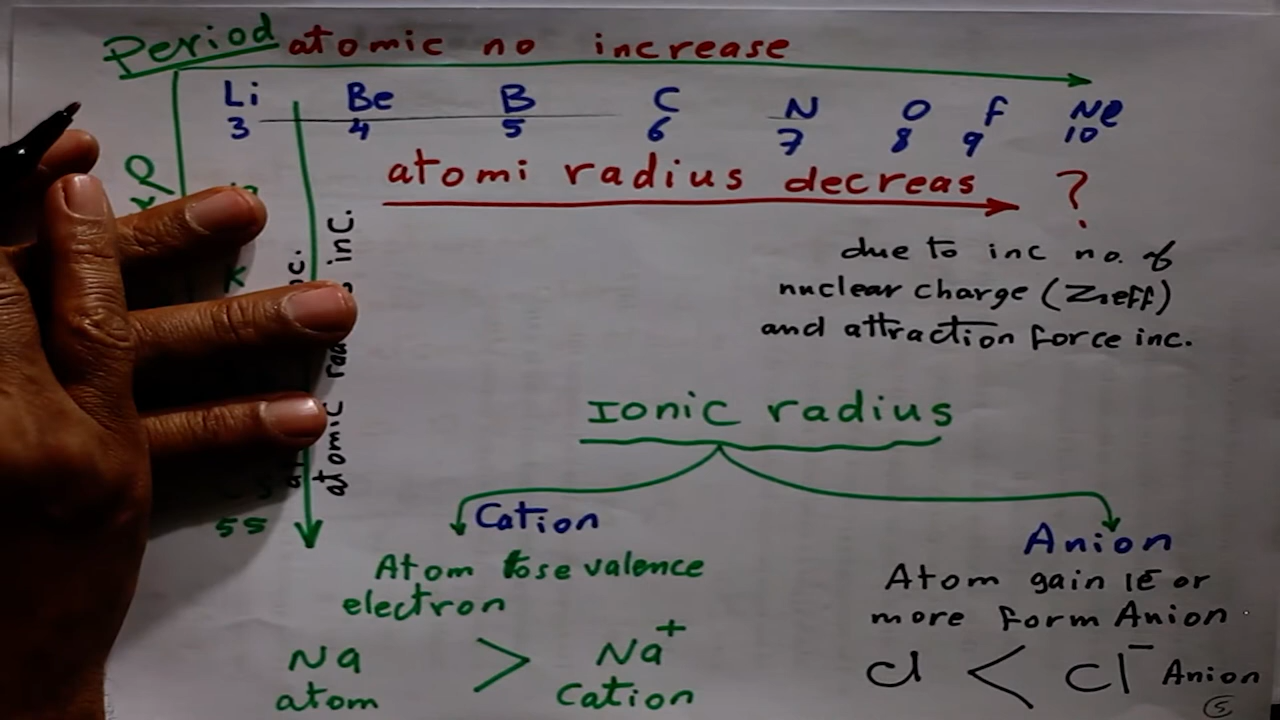 Period atomic no increase
Li Be B C N O F Ne
3 4 5 6 7 8 9 10
atomi radius decreas ?
due to inc no. of
nuclear charge (Zeff)
and attraction force inc.
K
55
atomic inc.
Ionic radius
Cation
Atom lose valence
electron
Na > Na+
atom Cation
Anion
Atom gain 1e̅ or
more form Anion
Cl < Cl- Anion
5